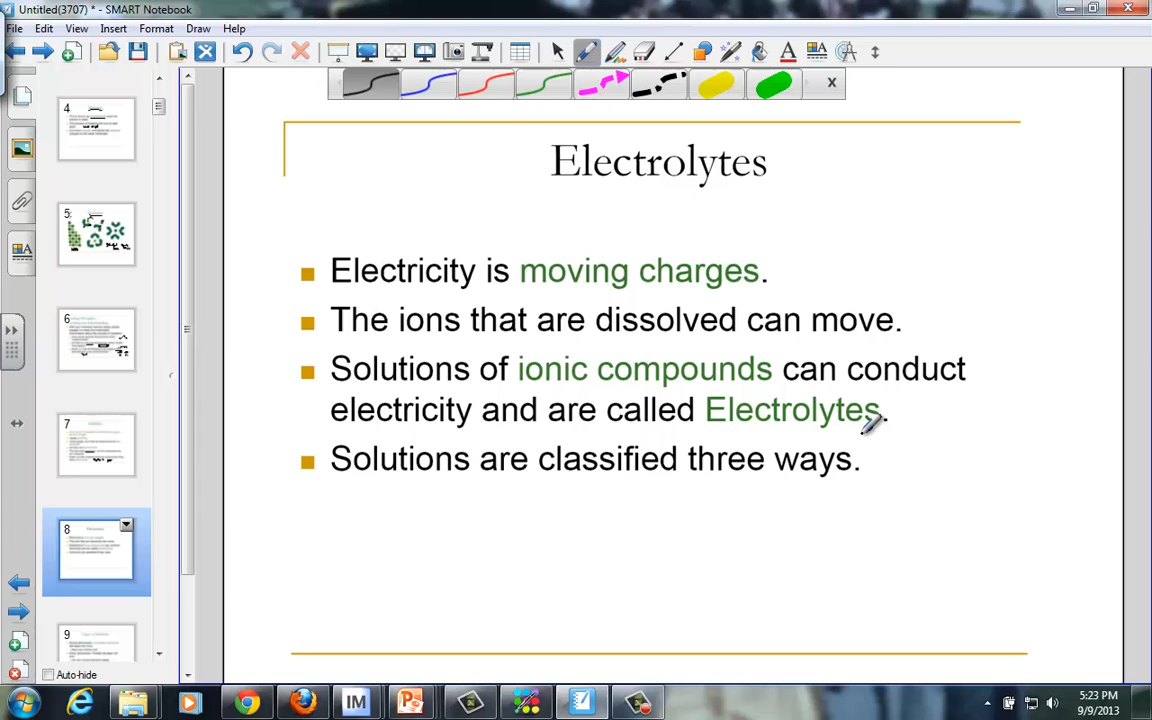 Untitled(3707) * - SMART Notebook
File Edit View Insert Format Draw Help
x
4
5
6
7
8
9
Electrolytes
Electricity is moving charges.
The ions that are dissolved can move.
Solutions of ionic compounds can conduct
electricity and are called Electrolytes.
Solutions are classified three ways.
Auto-hide
IM
5:23 PM
9/9/2013